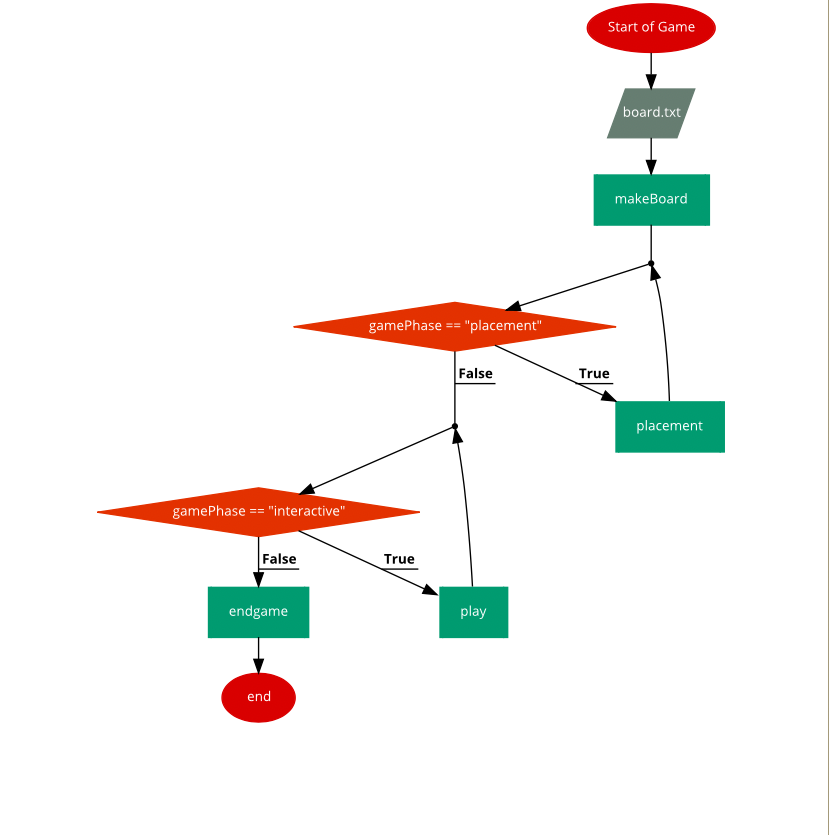 Start of Game
board.txt
makeBoard
gamePhase == "placement"
False
True
placement
gamePhase == "interactive"
False
True
endgame
play
end